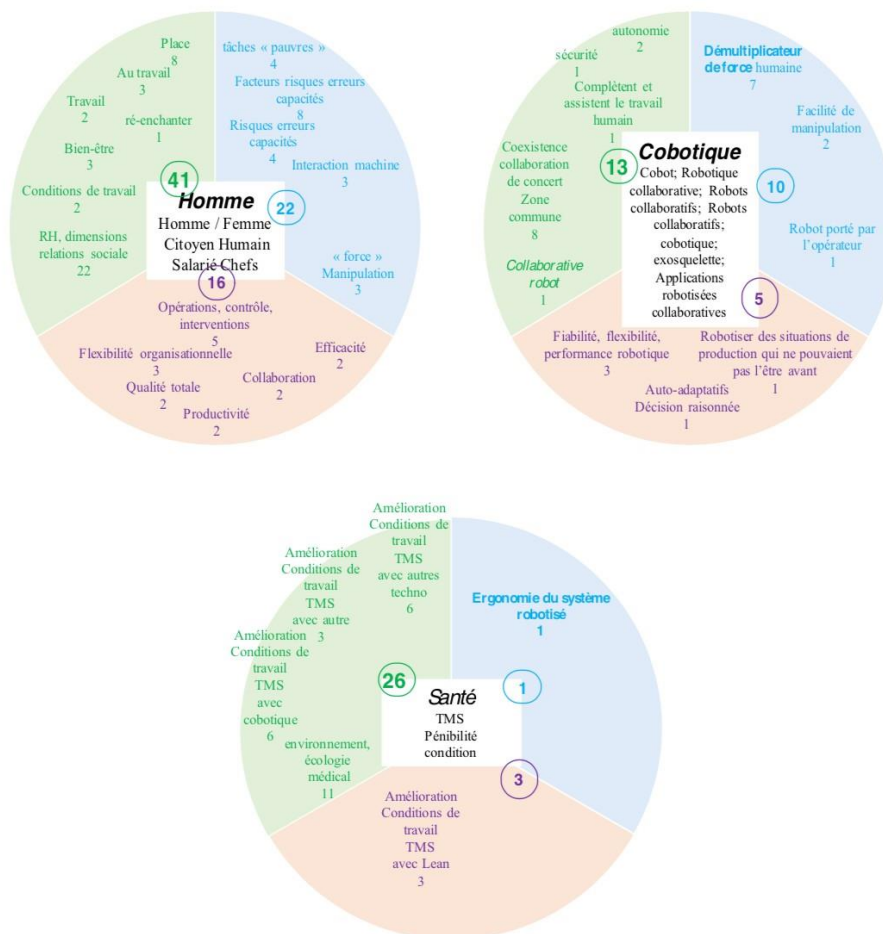 Place
8
Au travail
3
Travail
2
ré-enchanter
1
Bien-être
3
Conditions de travail
2
RH, dimensions
relations sociale
22
41
tâches « pauvres »
4
Facteurs risques erreurs
capacités
8
Risques erreurs
capacités
4
Interaction machine
3
« force »
Manipulation
3
22
Homme
Homme / Femme
Citoyen Humain
Salarié Chefs
16
Opérations, contrôle,
interventions
5
Flexibilité organisationnelle
3
Efficacité
2
Collaboration
2
Qualité totale
2
Productivité
2
autonomie
2
sécurité
1
Complètent et
assistent le travail
humain
1
Coexistence
collaboration
de concert
Zone
commune
8
Collaborative
robot
1
13
Démultiplicateur
de force humaine
7
Facilité de
manipulation
2
Robot porté par
l'opérateur
1
10
Cobotique
Cobot; Robotique
collaborative; Robots
collaboratifs; Robots
collaboratifs;
cobotique;
exosquelette;
Applications
robotisées
collaboratives
5
Fiabilité, flexibilité,
performance robotique
3
Robotiser des situations de
production qui ne pouvaient
pas l'être avant
1
Auto-adaptatifs
Décision raisonnée
1
Amélioration
Conditions de
travail
TMS
avec autres
techno
6
Amélioration
Conditions de
travail
TMS
avec autre
3
Amélioration
Conditions de
travail
TMS
avec
cobotique
6
environnement,
écologie
médical
11
26
Ergonomie du système
robotisé
1
1
Santé
TMS
Pénibilité
condition
3
Amélioration
Conditions de
travail
TMS
avec Lean
3